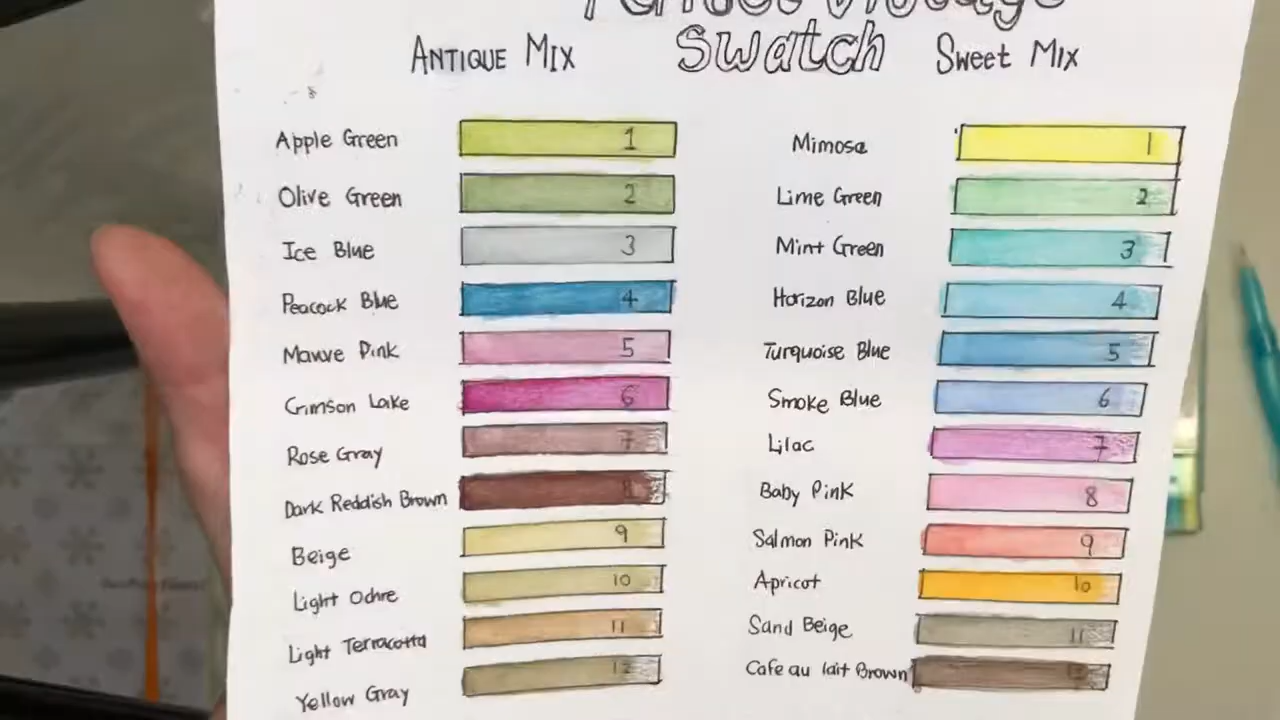 Swatch
ANTIQUE MIX
Apple Green 1
Olive Green 2
Ice Blue 3
Peacock Blue 4
Mauve Pink 5
Crimson Lake 6
Rose Gray 7
Dark Reddish Brown 8
Beige 9
Light Ochre 10
Light Terracotta 11
Yellow Gray 12
Sweet MIX
Mimosa 1
Lime Green 2
Mint Green 3
Horizon Blue 4
Turquoise Blue 5
Smoke Blue 6
Lilac 7
Baby Pink 8
Salmon Pink 9
Apricot 10
Sand Beige 11
Cafe au lait Brown 12